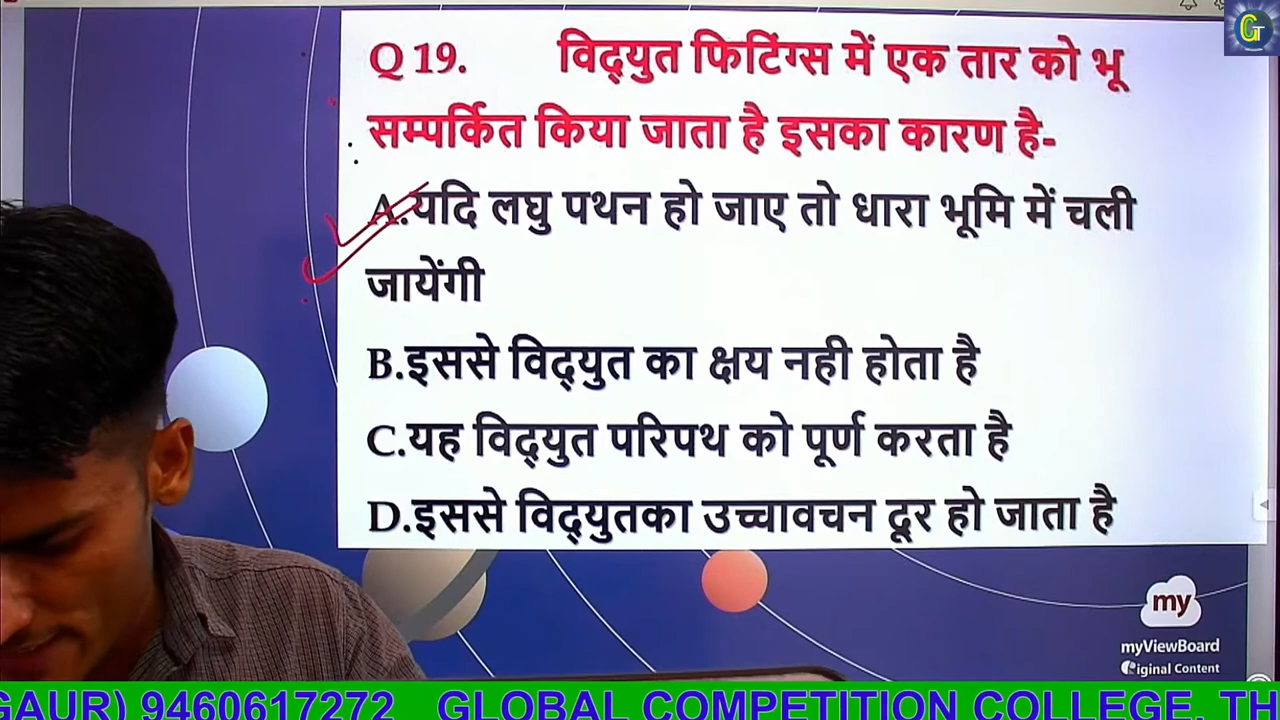 Q 19. विद्युत फिटिंग्स में एक तार को भू
सम्पर्कित किया जाता है इसका कारण है-
A.यदि लघु पथन हो जाए तो धारा भूमि में चली
जायेंगी
B.इससे विद्युत का क्षय नही होता है
C.यह विद्युत परिपथ को पूर्ण करता है
D.इससे विद्युतका उच्चावचन दूर हो जाता है
my
myViewBoard
Original Content
GAUR) 9460617272 GLOBAL COMPETITION COLLEGE, TH